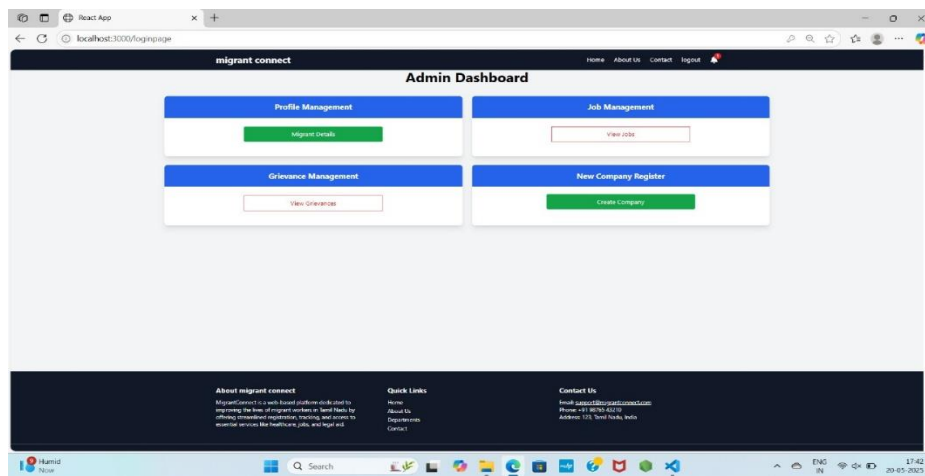 React App
localhost:3000/loginpage
migrant connect
Home About Us Contact logout
Admin Dashboard
Profile Management
Migrant Details
Job Management
View Jobs
Grievance Management
View Grievances
New Company Register
Create Company
About migrant connect
MigrantConnect is a web-based platform dedicated to
improving the lives of migrant workers in Tamil Nadu by
offering streamlined registration, tracking, and access to
essential services like healthcare, jobs, and legal aid.
Quick Links
Home
About Us
Departments
Contact
Contact Us
Email: support@migrantconnect.com
Phone: +91 98765 43210
Address: 123, Tamil Nadu, India
Humid
Now
Search
ENG
IN
17:42
20-05-2025